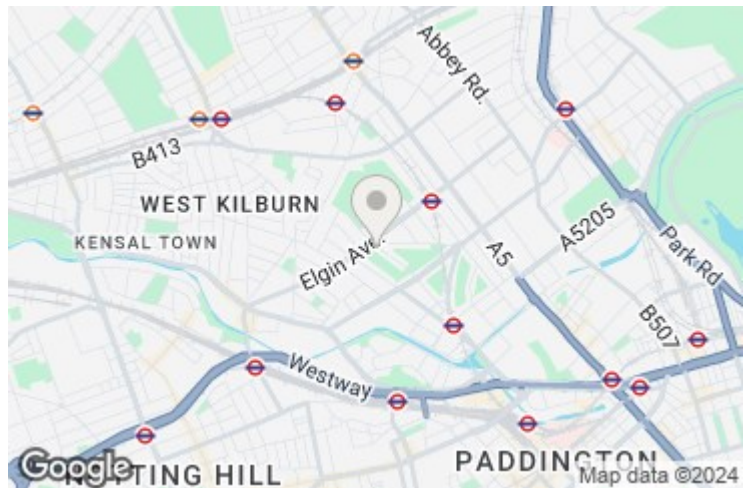 Abbey Rd.
B413
WEST KILBURN
KENSAL TOWN
Elgin Ave.
A5
A5205
Park Rd
B507
Westway
PADDINGTON
NOTTING HILL
Google
Map data ©2024